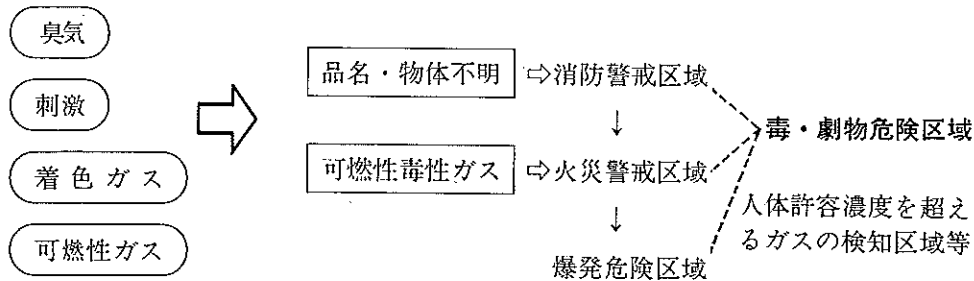 臭気
刺激
着色ガス
可燃性ガス
品名・物体不明
⇨消防警戒区域
↓
可燃性毒性ガス
⇨火災警戒区域
↓
爆発危険区域
毒・劇物危険区域
人体許容濃度を超え
るガスの検知区域等